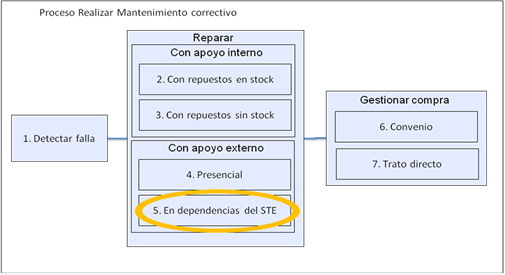 Proceso Realizar Mantenimiento correctivo
Reparar
Con apoyo interno
2. Con repuestos en stock
3. Con repuestos sin stock
1. Detectar falla
Con apoyo externo
4. Presencial
5. En dependencias del STE
Gestionar compra
6. Convenio
7. Trato directo